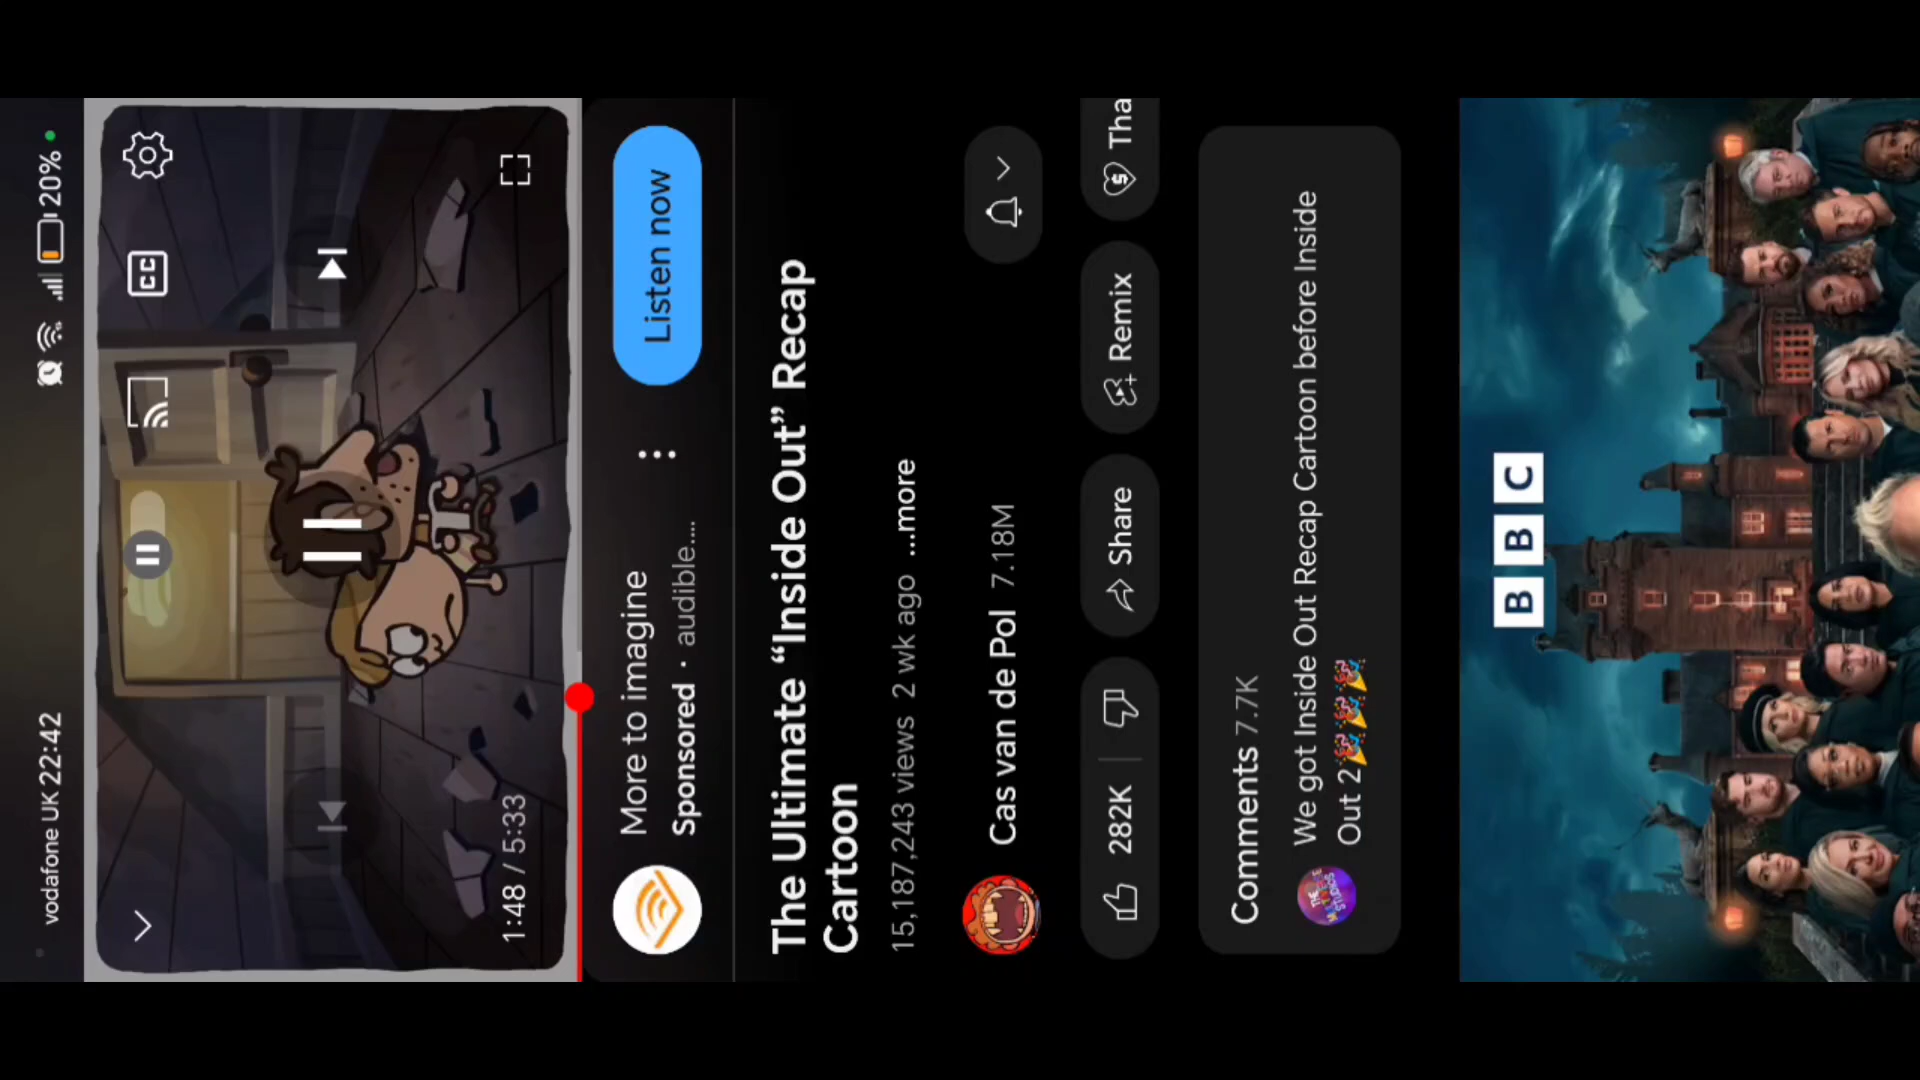 vodafone UK 22:42
20%
CC
1:48 / 5:33
More to imagine
Sponsored · audible....
Listen now
The Ultimate “Inside Out” Recap
Cartoon
15,187,243 views 2 wk ago ...more
Cas van de Pol 7.18M
282K
Share
Remix
Tha
Comments 7.7K
We got Inside Out Recap Cartoon before Inside
Out 2🎉🎉🎉
BBC